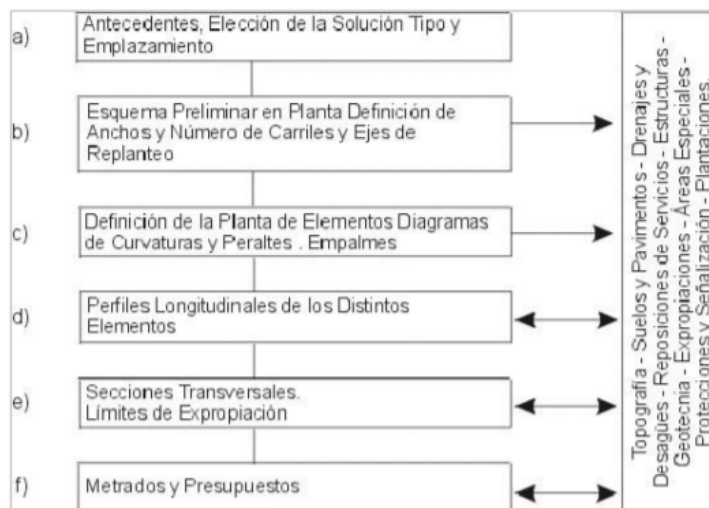 a)
Antecedentes, Elección de la Solución Tipo y
Emplazamiento
b)
Esquema Preliminar en Planta Definición de
Anchos y Número de Carriles y Ejes de
Replanteo
c)
Definición de la Planta de Elementos Diagramas
de Curvaturas y Peraltes . Empalmes
d)
Perfiles Longitudinales de los Distintos
Elementos
e)
Secciones Transversales.
Límites de Expropiación
f)
Metrados y Presupuestos
Topografía - Suelos y Pavimentos - Drenajes y
Desagües - Reposiciones de Servicios - Estructuras -
Geotecnia - Expropiaciones - Áreas Especiales -
Protecciones y Señalización - Plantaciones.